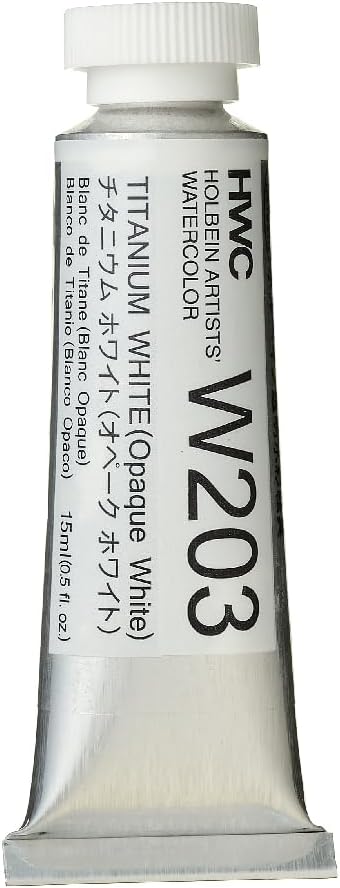 HWC
HOLBEIN ARTISTS'
WATERCOLOR
W203
TITANIUM WHITE (Opaque White)
チタニウム ホワイト (オペーク ホワイト)
Blanc de Titane (Blanc Opaque)
Blanco de Titanio (Blanco Opaco)
15ml (0.5 fl. oz.)